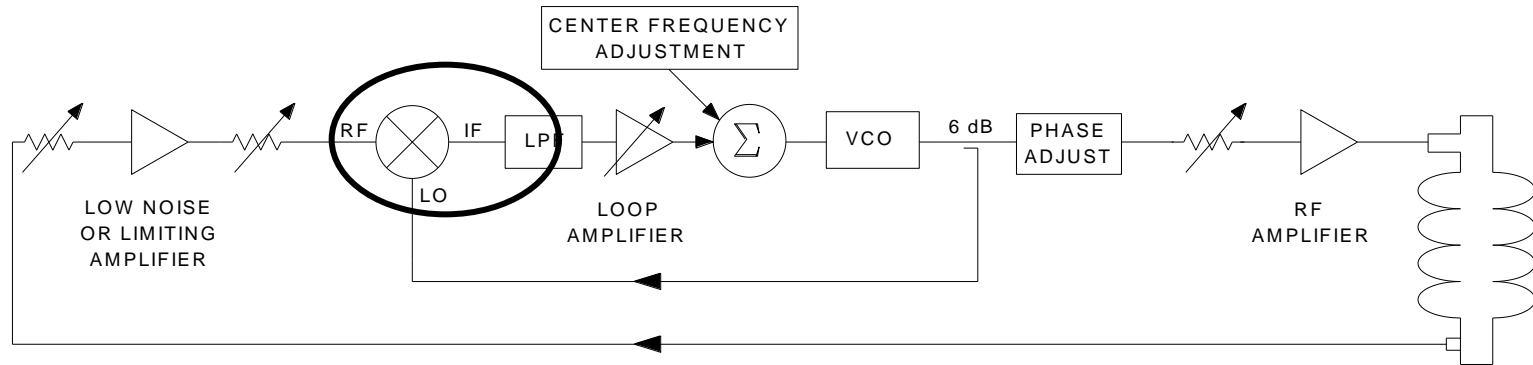 CENTER FREQUENCY
ADJUSTMENT
RF
IF
LPF
LO
Σ
VCO
6 dB
PHASE
ADJUST
LOW NOISE
OR LIMITING
AMPLIFIER
LOOP
AMPLIFIER
RF
AMPLIFIER